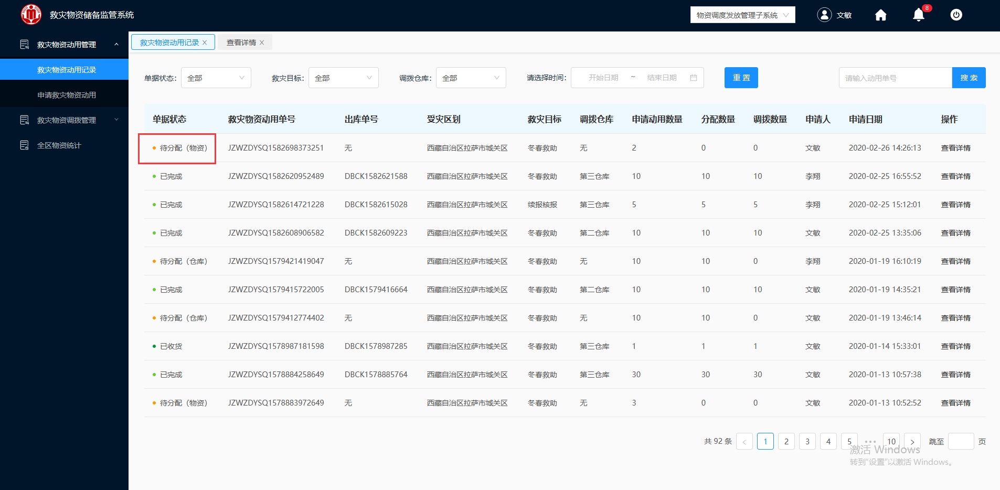 救灾物资储备监管系统
物资调度发放管理子系统
文敏
8
救灾物资动用管理
救灾物资动用记录
申请救灾物资动用
救灾物资调拨管理
全区物资统计
救灾物资动用记录 查看详情
单据状态: 全部 救灾目标: 全部 调拨仓库: 全部 请选择时间: 开始日期 ~ 结束日期 重 置 请输入动用单号 搜 索
单据状态 救灾物资动用单号 出库单号 受灾区划 救灾目标 调拨仓库 申请动用数量 分配数量 调拨数量 申请人 申请日期 操作
待分配（物资） JZWZDYSQ1582698373251 无 西藏自治区拉萨市城关区 冬春救助 无 2 0 0 文敏 2020-02-26 14:26:13 查看详情
已完成 JZWZDYSQ1582620952489 DBCK1582621588 西藏自治区拉萨市城关区 冬春救助 第三仓库 10 10 10 李翔 2020-02-25 16:55:52 查看详情
已完成 JZWZDYSQ1582614721228 DBCK1582615028 西藏自治区拉萨市城关区 续报核报 第三仓库 5 5 5 李翔 2020-02-25 15:12:01 查看详情
已完成 JZWZDYSQ1582608906582 DBCK1582609223 西藏自治区拉萨市城关区 冬春救助 第二仓库 10 10 10 文敏 2020-02-25 13:35:06 查看详情
待分配（仓库） JZWZDYSQ1579421419047 无 西藏自治区拉萨市城关区 冬春救助 无 10 10 0 李翔 2020-01-19 16:10:19 查看详情
已完成 JZWZDYSQ1579415722005 DBCK1579416664 西藏自治区拉萨市城关区 冬春救助 第二仓库 10 10 10 文敏 2020-01-19 14:35:21 查看详情
待分配（仓库） JZWZDYSQ1579412774402 无 西藏自治区拉萨市城关区 冬春救助 无 10 10 0 文敏 2020-01-19 13:46:14 查看详情
已收货 JZWZDYSQ1578987181598 DBCK1578987285 西藏自治区拉萨市城关区 冬春救助 第三仓库 1 1 1 文敏 2020-01-14 15:33:01 查看详情
已完成 JZWZDYSQ1578884258649 DBCK1578885764 西藏自治区拉萨市城关区 冬春救助 第三仓库 30 30 30 文敏 2020-01-13 10:57:38 查看详情
待分配（物资） JZWZDYSQ1578883972649 无 西藏自治区拉萨市城关区 冬春救助 无 3 0 0 文敏 2020-01-13 10:52:52 查看详情
共 92 条 < 1 2 3 4 5 ••• 10 > 跳至 页
激活 Windows
转到“设置”以激活 Windows。